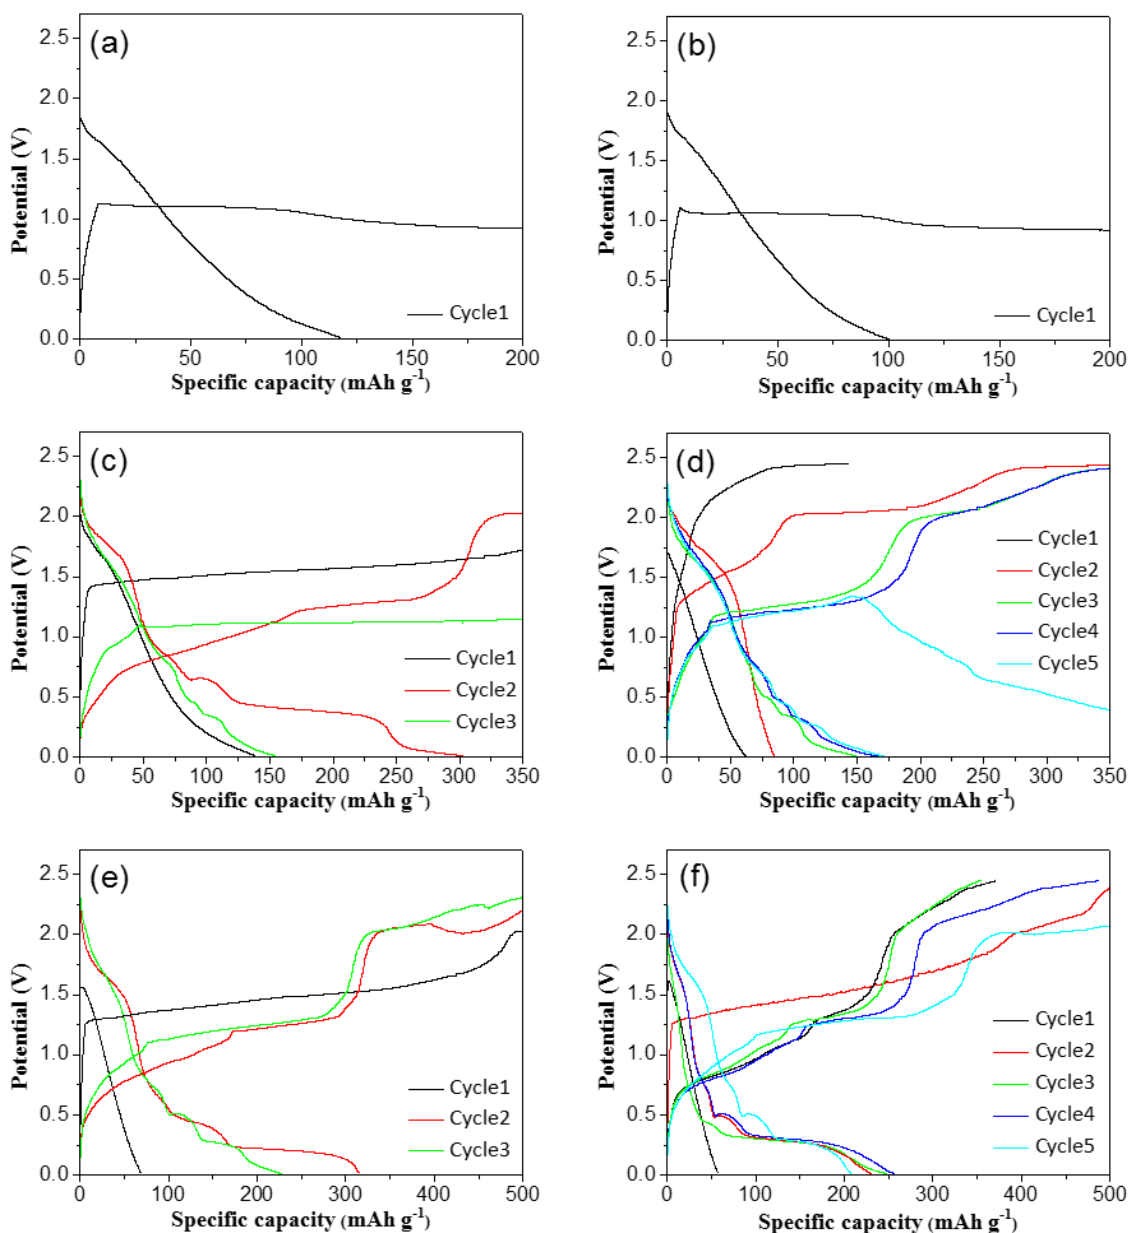 (a)
2.5
2.0
1.5
1.0
0.5
0.0
Potential (V)
Cycle1
0 50 100 150 200
Specific capacity (mAh g⁻¹)
(b)
2.5
2.0
1.5
1.0
0.5
0.0
Potential (V)
Cycle1
0 50 100 150 200
Specific capacity (mAh g⁻¹)
(c)
2.5
2.0
1.5
1.0
0.5
0.0
Potential (V)
Cycle1
Cycle2
Cycle3
0 50 100 150 200 250 300 350
Specific capacity (mAh g⁻¹)
(d)
2.5
2.0
1.5
1.0
0.5
0.0
Potential (V)
Cycle1
Cycle2
Cycle3
Cycle4
Cycle5
0 50 100 150 200 250 300 350
Specific capacity (mAh g⁻¹)
(e)
2.5
2.0
1.5
1.0
0.5
0.0
Potential (V)
Cycle1
Cycle2
Cycle3
0 100 200 300 400 500
Specific capacity (mAh g⁻¹)
(f)
2.5
2.0
1.5
1.0
0.5
0.0
Potential (V)
Cycle1
Cycle2
Cycle3
Cycle4
Cycle5
0 100 200 300 400 500
Specific capacity (mAh g⁻¹)